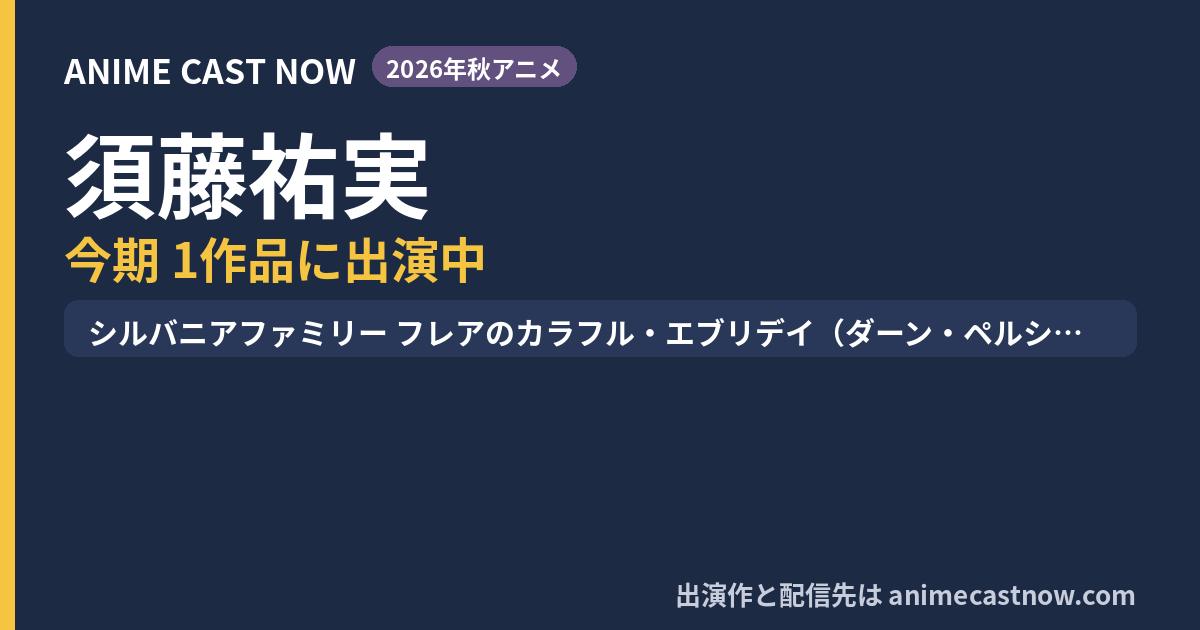 ANIME CAST NOW 2026年秋アニメ
須藤祐実
今期 1作品に出演中
シルバニアファミリー フレアのカラフル・エブリデイ（ダーン・ペルシ…
出演作と配信先は animecastnow.com